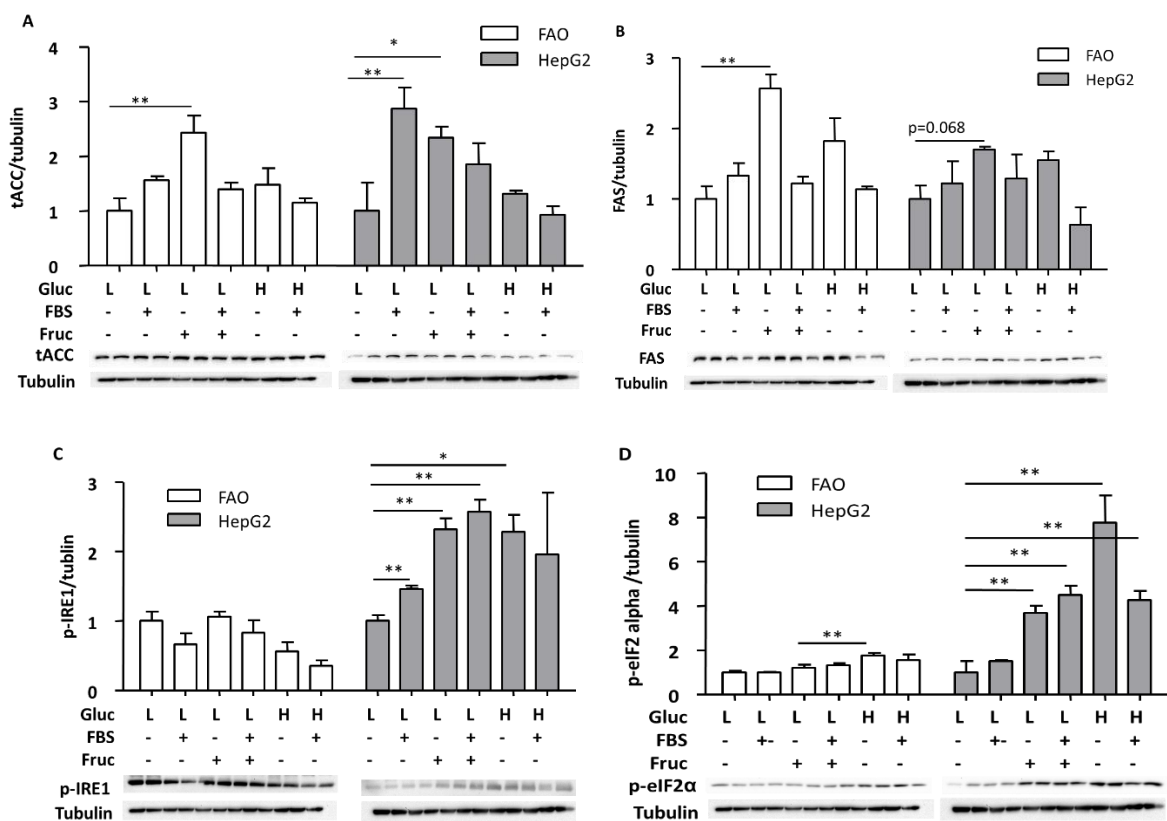 A
FAO
HepG2
tACC/tubulin
4
3
2
1
0
**
**
*
Gluc L L L L H H L L L L H H
FBS - + - + - + - + - + - +
Fruc + + + +
tACC
Tubulin
B
FAO
HepG2
FAS/tubulin
3
2
1
0
**
p=0.068
Gluc L L L L H H L L L L H H
FBS - + - + - + - + - + - +
Fruc + + + +
FAS
Tubulin
C
FAO
HepG2
p-IRE1/tublin
3
2
1
0
*
**
**
**
Gluc L L L L H H L L L L H H
FBS - + - + - + - + - + - +
Fruc + + + +
p-IRE1
Tubulin
D
FAO
HepG2
p-eIF2 alpha /tubulin
10
8
6
4
2
0
**
**
**
**
**
Gluc L L L L H H L L L L H H
FBS - +- + - + - +- + - +
Fruc + + + +
p-eIF2α
Tubulin